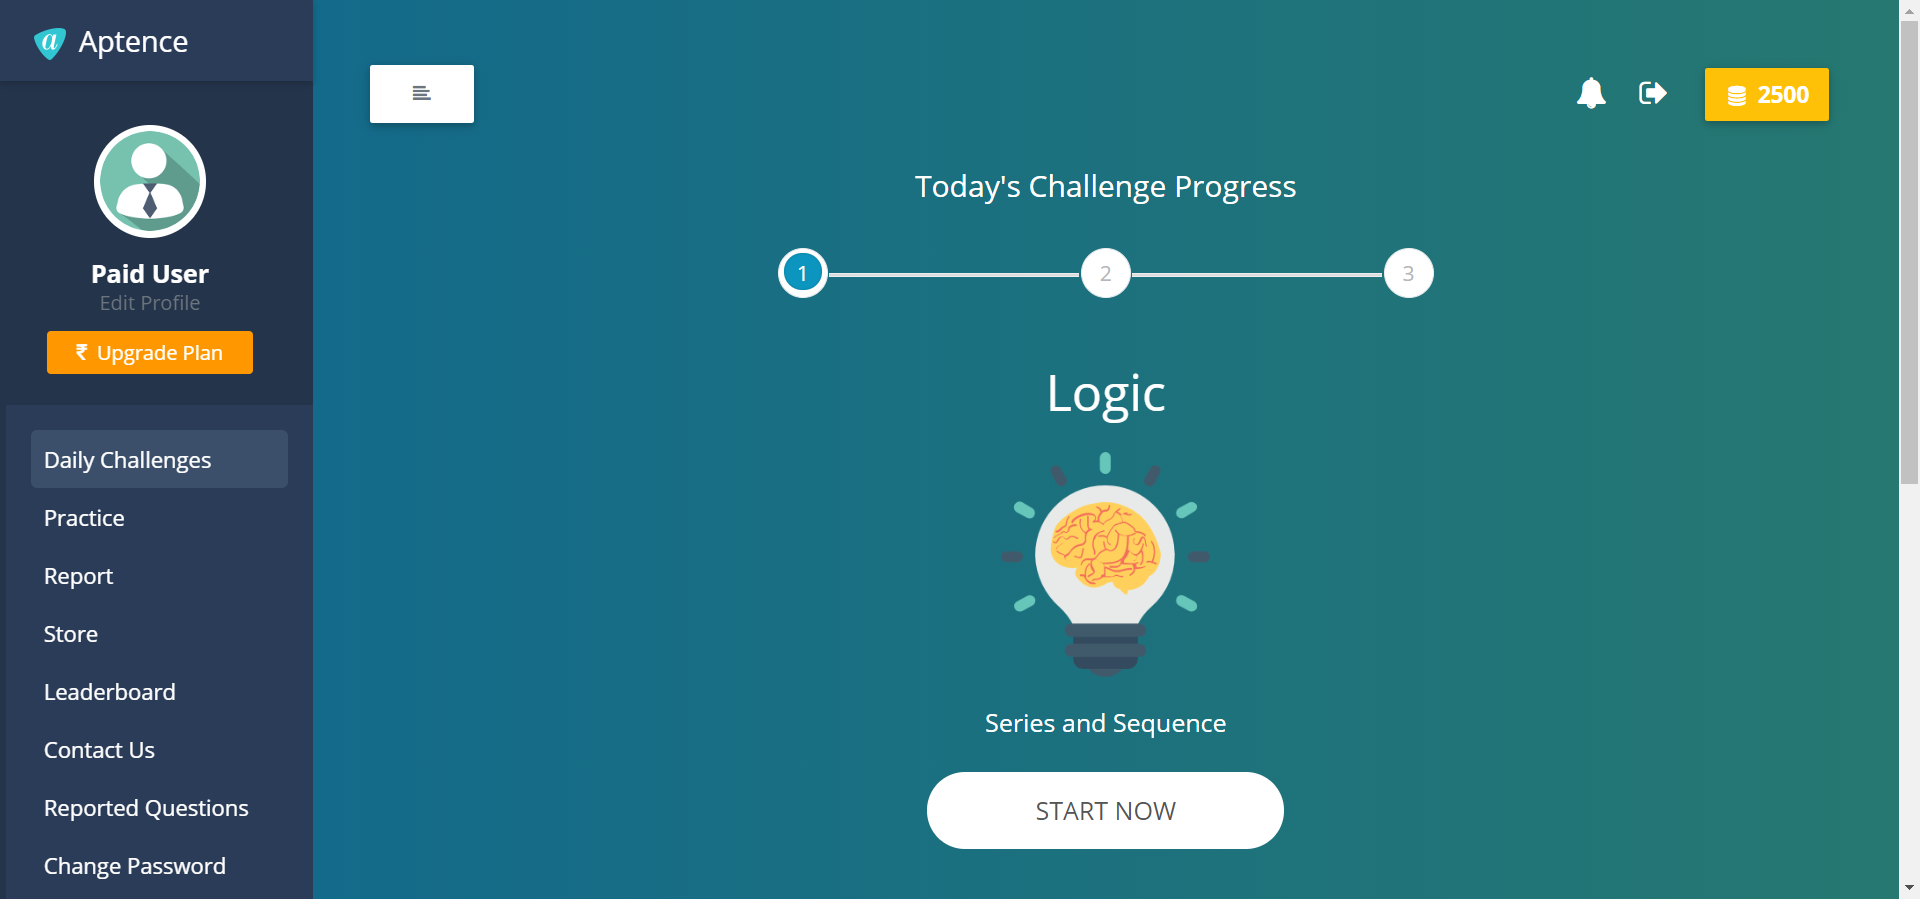 a Aptence
Paid User
Edit Profile
₹ Upgrade Plan
Daily Challenges
Practice
Report
Store
Leaderboard
Contact Us
Reported Questions
Change Password
2500
Today's Challenge Progress
1 2 3
Logic
Series and Sequence
START NOW